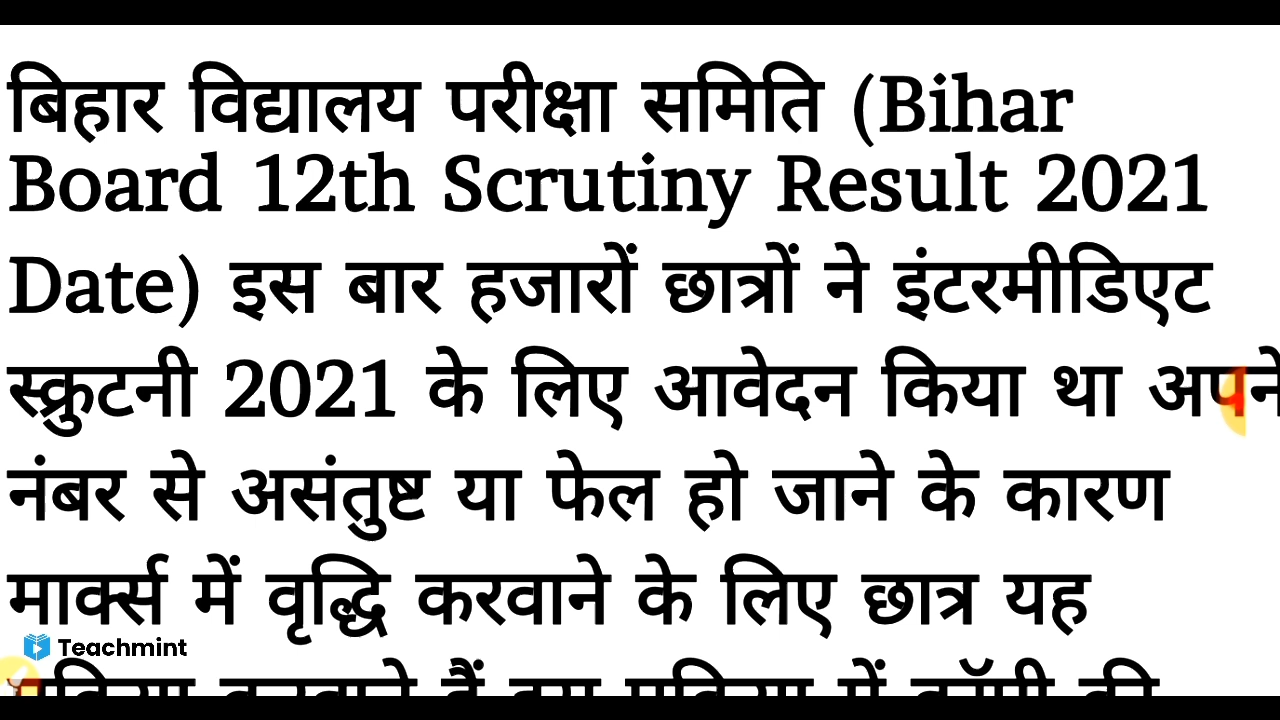 बिहार विद्यालय परीक्षा समिति (Bihar
Board 12th Scrutiny Result 2021
Date) इस बार हजारों छात्रों ने इंटरमीडिएट
स्क्रुटनी 2021 के लिए आवेदन किया था अपने
नंबर से असंतुष्ट या फेल हो जाने के कारण
मार्क्स में वृद्धि करवाने के लिए छात्र यह
Teachmint